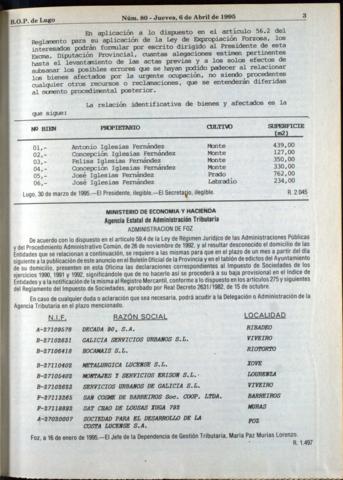 B.O.P. de Lugo Núm. 80 - Jueves, 6 de Abril de 1995 3
En aplicación a lo dispuesto en el artículo 56.2 del
Reglamento para su aplicación de la Ley de Expropiación Forzosa, los
interesados podrán formular por escrito dirigido al Presidente de esta
Excma. Diputación Provincial, cuantas alegaciones estimen pertinentes
hasta el levantamiento de las actas previas y a los solos efectos de
subsanar los posibles errores que se hayan podido padecer al relacionar
los bienes afectados por la urgente ocupación, no siendo procedentes
cualquier otros recursos o reclamaciones, que se entenderán diferidas
al momento procedimental posterior.
La relación identificativa de bienes y afectados es la
que sigue:
Nº BIEN PROPIETARIO CULTIVO SUPERFICIE
(m2)
01,- Antonio Iglesias Fernández Monte 439,00
02,- Concepción Iglesias Fernández Monte 127,00
03,- Felisa Iglesias Fernández Monte 350,00
04,- Concepción Iglesias Fernández Monte 330,00
05,- José Iglesias Fernández Prado 762,00
06,- José Iglesias Fernández Labradío 234,00
Lugo, 30 de marzo de 1995.—El Presidente, ilegible.—El Secretario, ilegible. R. 2.045
MINISTERIO DE ECONOMIA Y HACIENDA
Agencia Estatal de Administración Tributaria
ADMINISTRACION DE FOZ
De acuerdo con lo dispuesto en el artículo 59.4 de la Ley de Régimen Jurídico de las Administraciones Públicas
y del Procedimiento Administrativo Común, de 26 de noviembre de 1992, y al resultar desconocido el domicilio de las
Entidades que se relacionan a continuación, se requiere a las mismas para que en el plazo de un mes a partir del día
siguiente a la publicación de este anuncio en el Boletín Oficial de la Provincia y en el tablón de edictos del Ayuntamiento
de su domicilio, presenten en esta Oficina las declaraciones correspondientes al Impuesto de Sociedades de los
ejercicios 1990, 1991 y 1992, significándole que de no hacerlo así se procederá a su baja provisional en el Indice de
Entidades y a la notificación de la misma al Registro Mercantil, conforme a lo dispuesto en los artículos 275 y siguientes
del Reglamento del Impuesto de Sociedades, aprobado por Real Decreto 2631/1982, de 15 de octubre.
En caso de cualquier duda o aclaración que sea necesaria, podrá acudir a la Delegación o Administración de la
Agencia Tributaria en el plazo mencionado.
N.I.F. RAZÓN SOCIAL LOCALIDAD
A-27109578 DECADA 90, S.A. RIBADEO
B-27102631 GALICIA SERVICIOS URBANOS S.L. VIVEIRO
B-27106418 BOCAMAIS S.L. RIOTORTO
B-27110402 METALURGICA LUCENSE S.L. XOVE
B-27105402 MONTAJES Y SERVICIOS ERISON S.L. LOURENZA
B-27102652 SERVICIOS URBANOS DE GALICIA S.L. VIVEIRO
F-27113265 SAN COSME DE BARREIROS Soc. COOP. LTDA. BARREIROS
F-27118892 SAT CHAO DE LOUSAS XUGA 792 MURAS
A-27020007 SOCIEDAD PARA EL DESARROLLO DE LA FOZ
COSTA LUCENSE S.A.
Foz, a 16 de enero de 1995.—El Jefe de la Dependencia de Gestión Tributaria, María Paz Murias Lorenzo.
R. 1.497